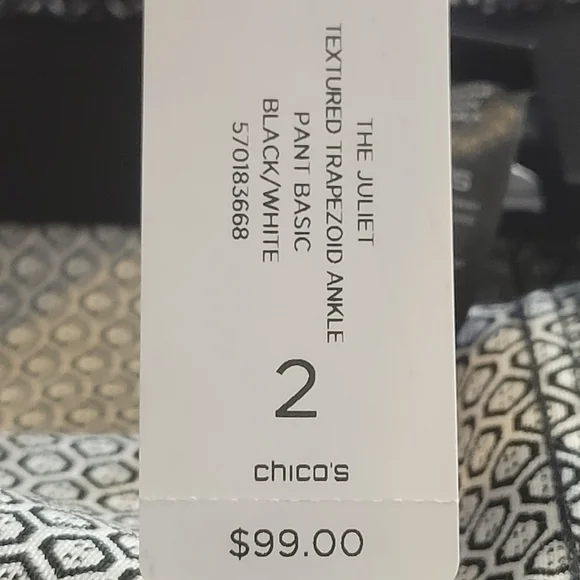 THE JULIET
TEXTURED TRAPEZOID ANKLE
PANT BASIC
BLACK/WHITE
570183668
2
chico's
$99.00